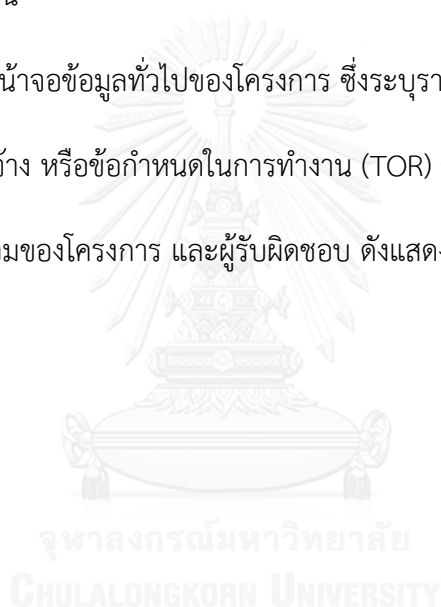 น้าจอข้อมูลทั่วไปของโครงการ ซึ่งระบุรา
จ้าง หรือข้อกำหนดในการทำงาน (TOR)
มของโครงการ และผู้รับผิดชอบ ดังแสดง
จุฬาลงกรณ์มหาวิทยาลัย
CHULALONGKORN UNIVERSITY